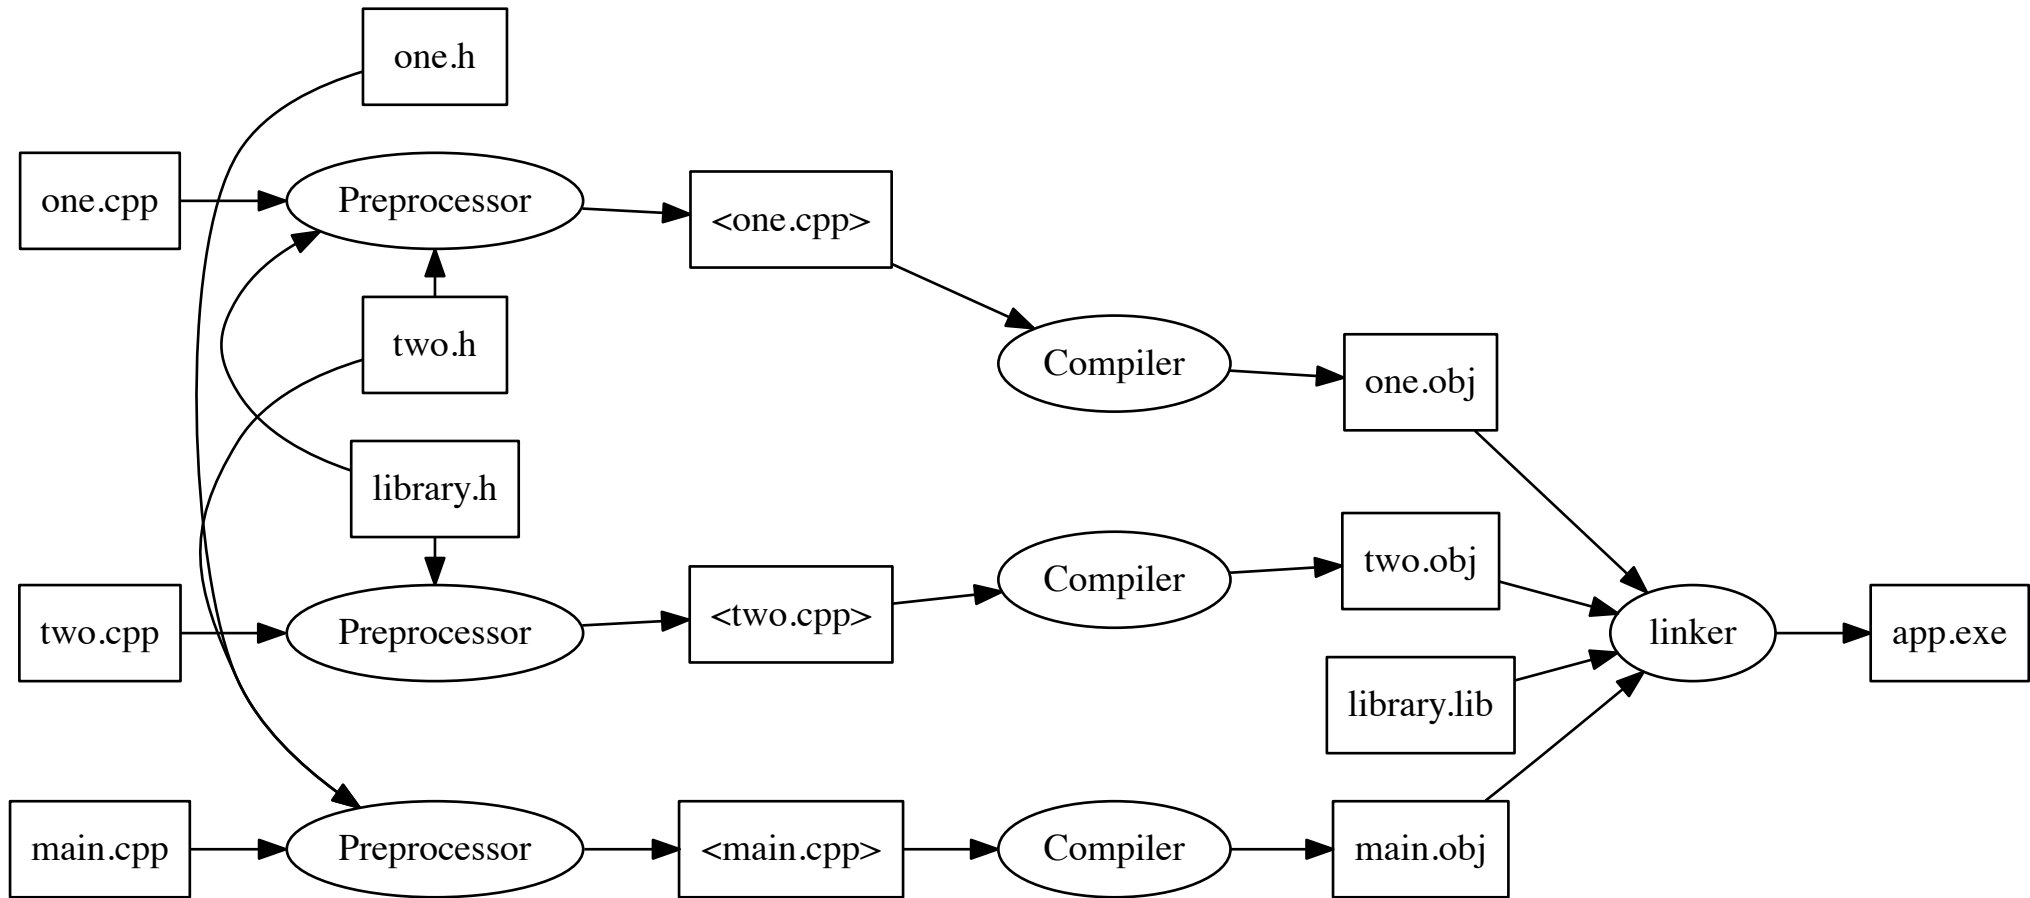 one.h
one.cpp
Preprocessor
<one.cpp>
two.h
Compiler
one.obj
library.h
two.cpp
Preprocessor
<two.cpp>
Compiler
two.obj
linker
app.exe
library.lib
main.cpp
Preprocessor
<main.cpp>
Compiler
main.obj